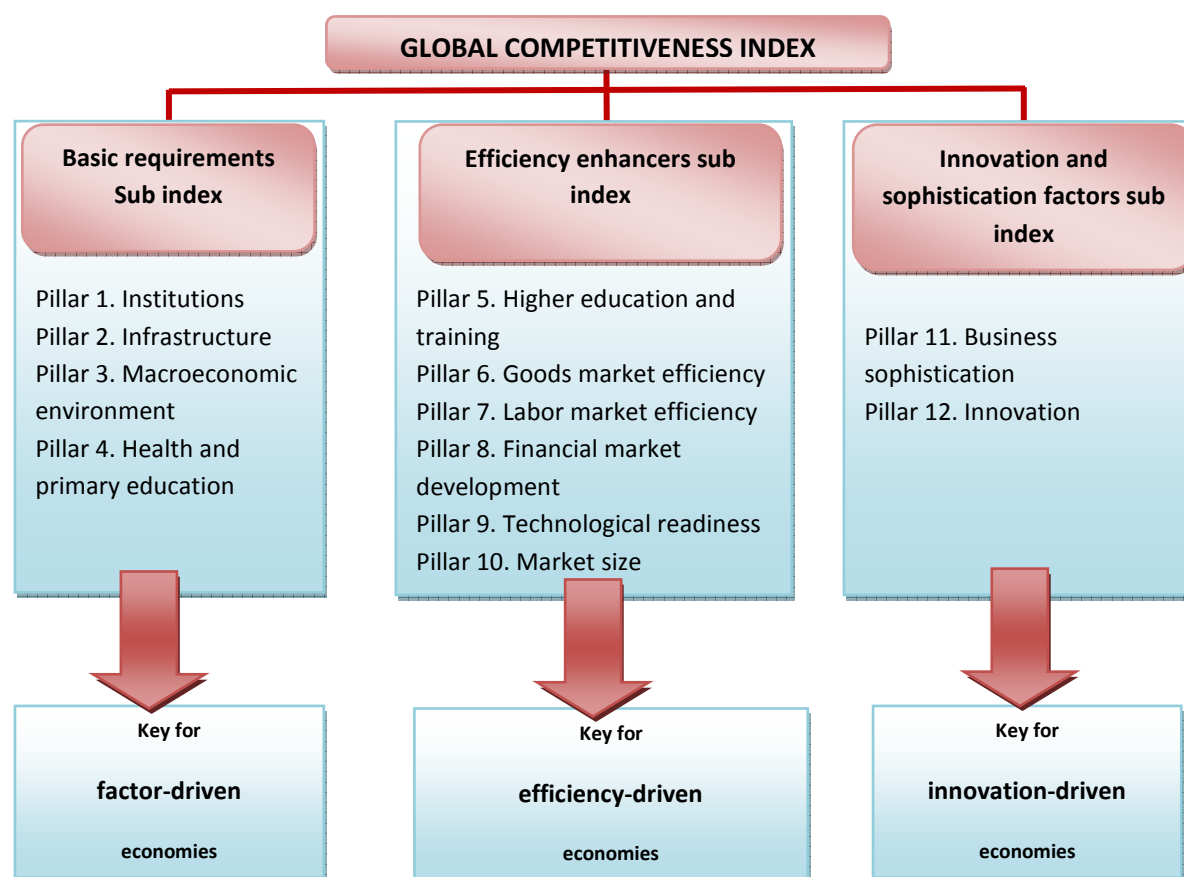 GLOBAL COMPETITIVENESS INDEX
Basic requirements
Sub index
Pillar 1. Institutions
Pillar 2. Infrastructure
Pillar 3. Macroeconomic
environment
Pillar 4. Health and
primary education
Key for
factor-driven
economies
Efficiency enhancers sub
index
Pillar 5. Higher education and
training
Pillar 6. Goods market efficiency
Pillar 7. Labor market efficiency
Pillar 8. Financial market
development
Pillar 9. Technological readiness
Pillar 10. Market size
Key for
efficiency-driven
economies
Innovation and
sophistication factors sub
index
Pillar 11. Business
sophistication
Pillar 12. Innovation
Key for
innovation-driven
economies